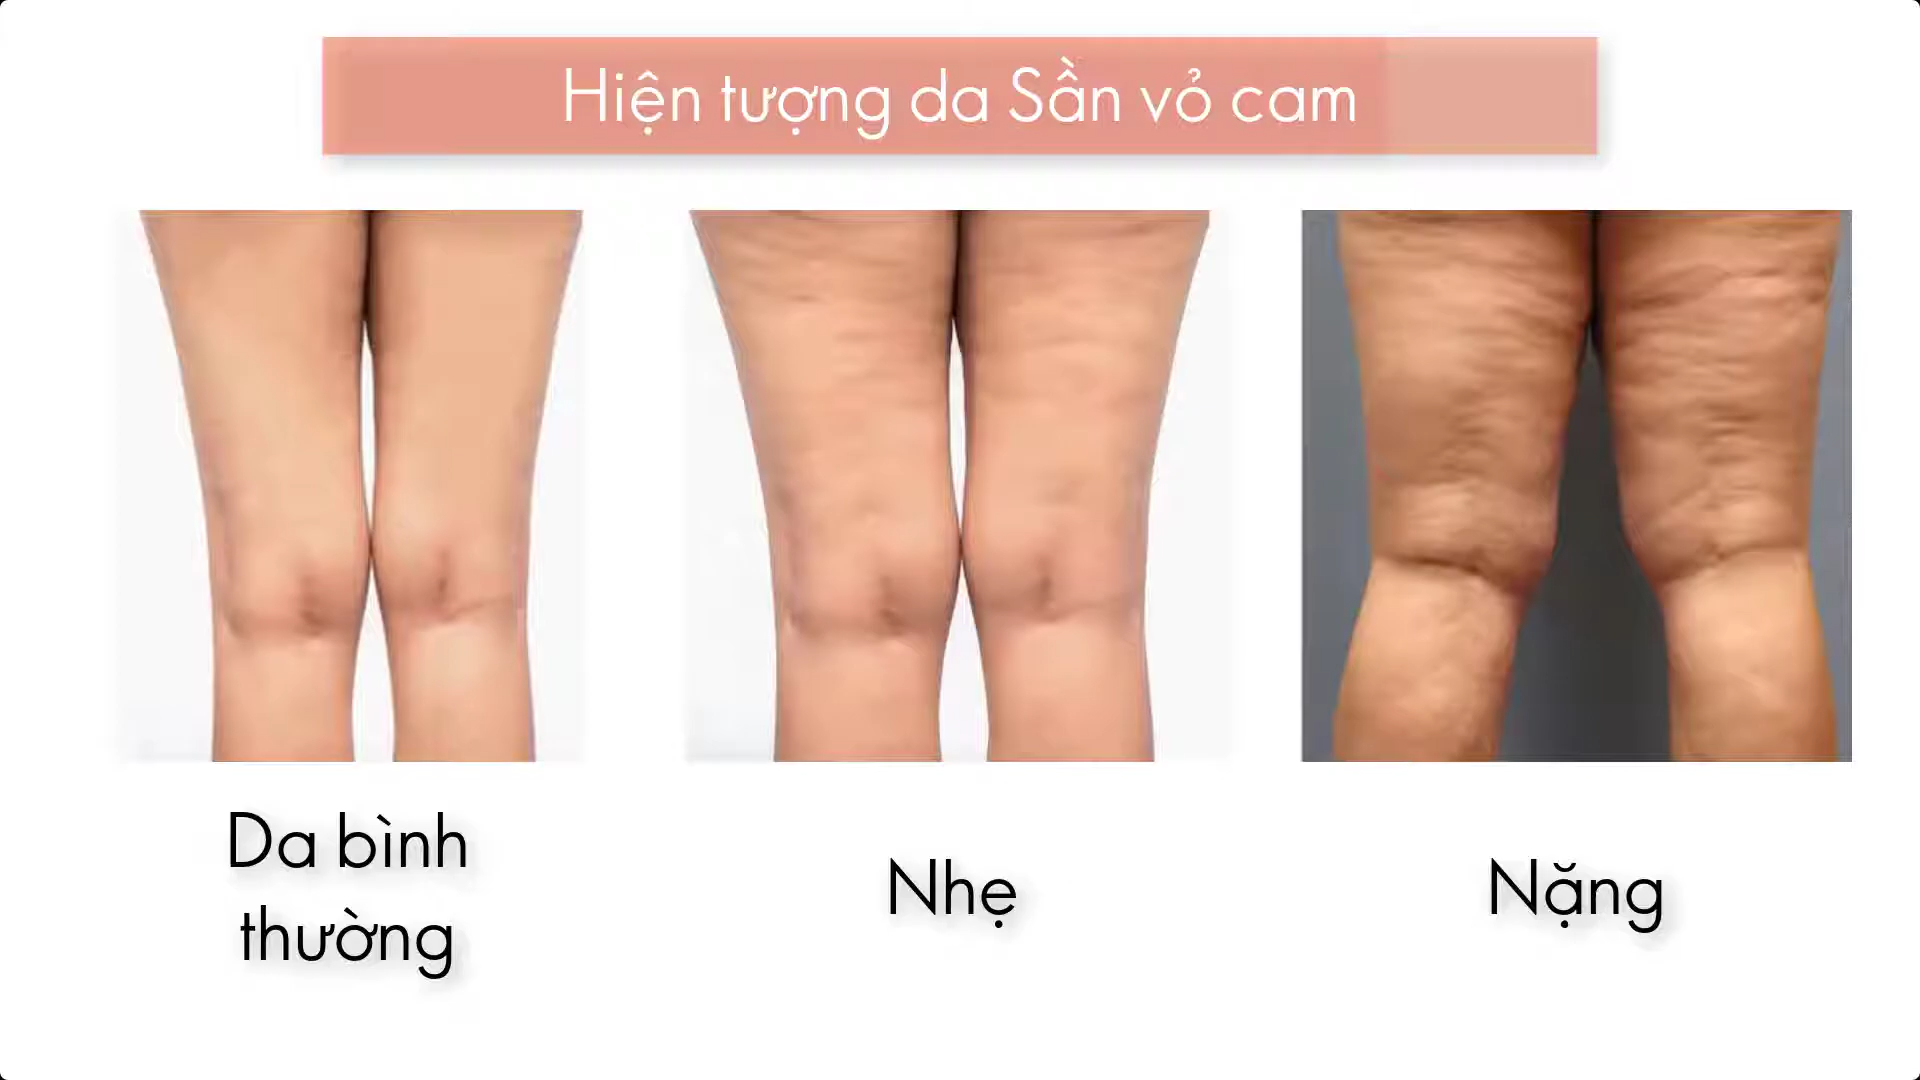 Hiện tượng da Sần vỏ cam
Da bình
thường
Nhẹ
Nặng